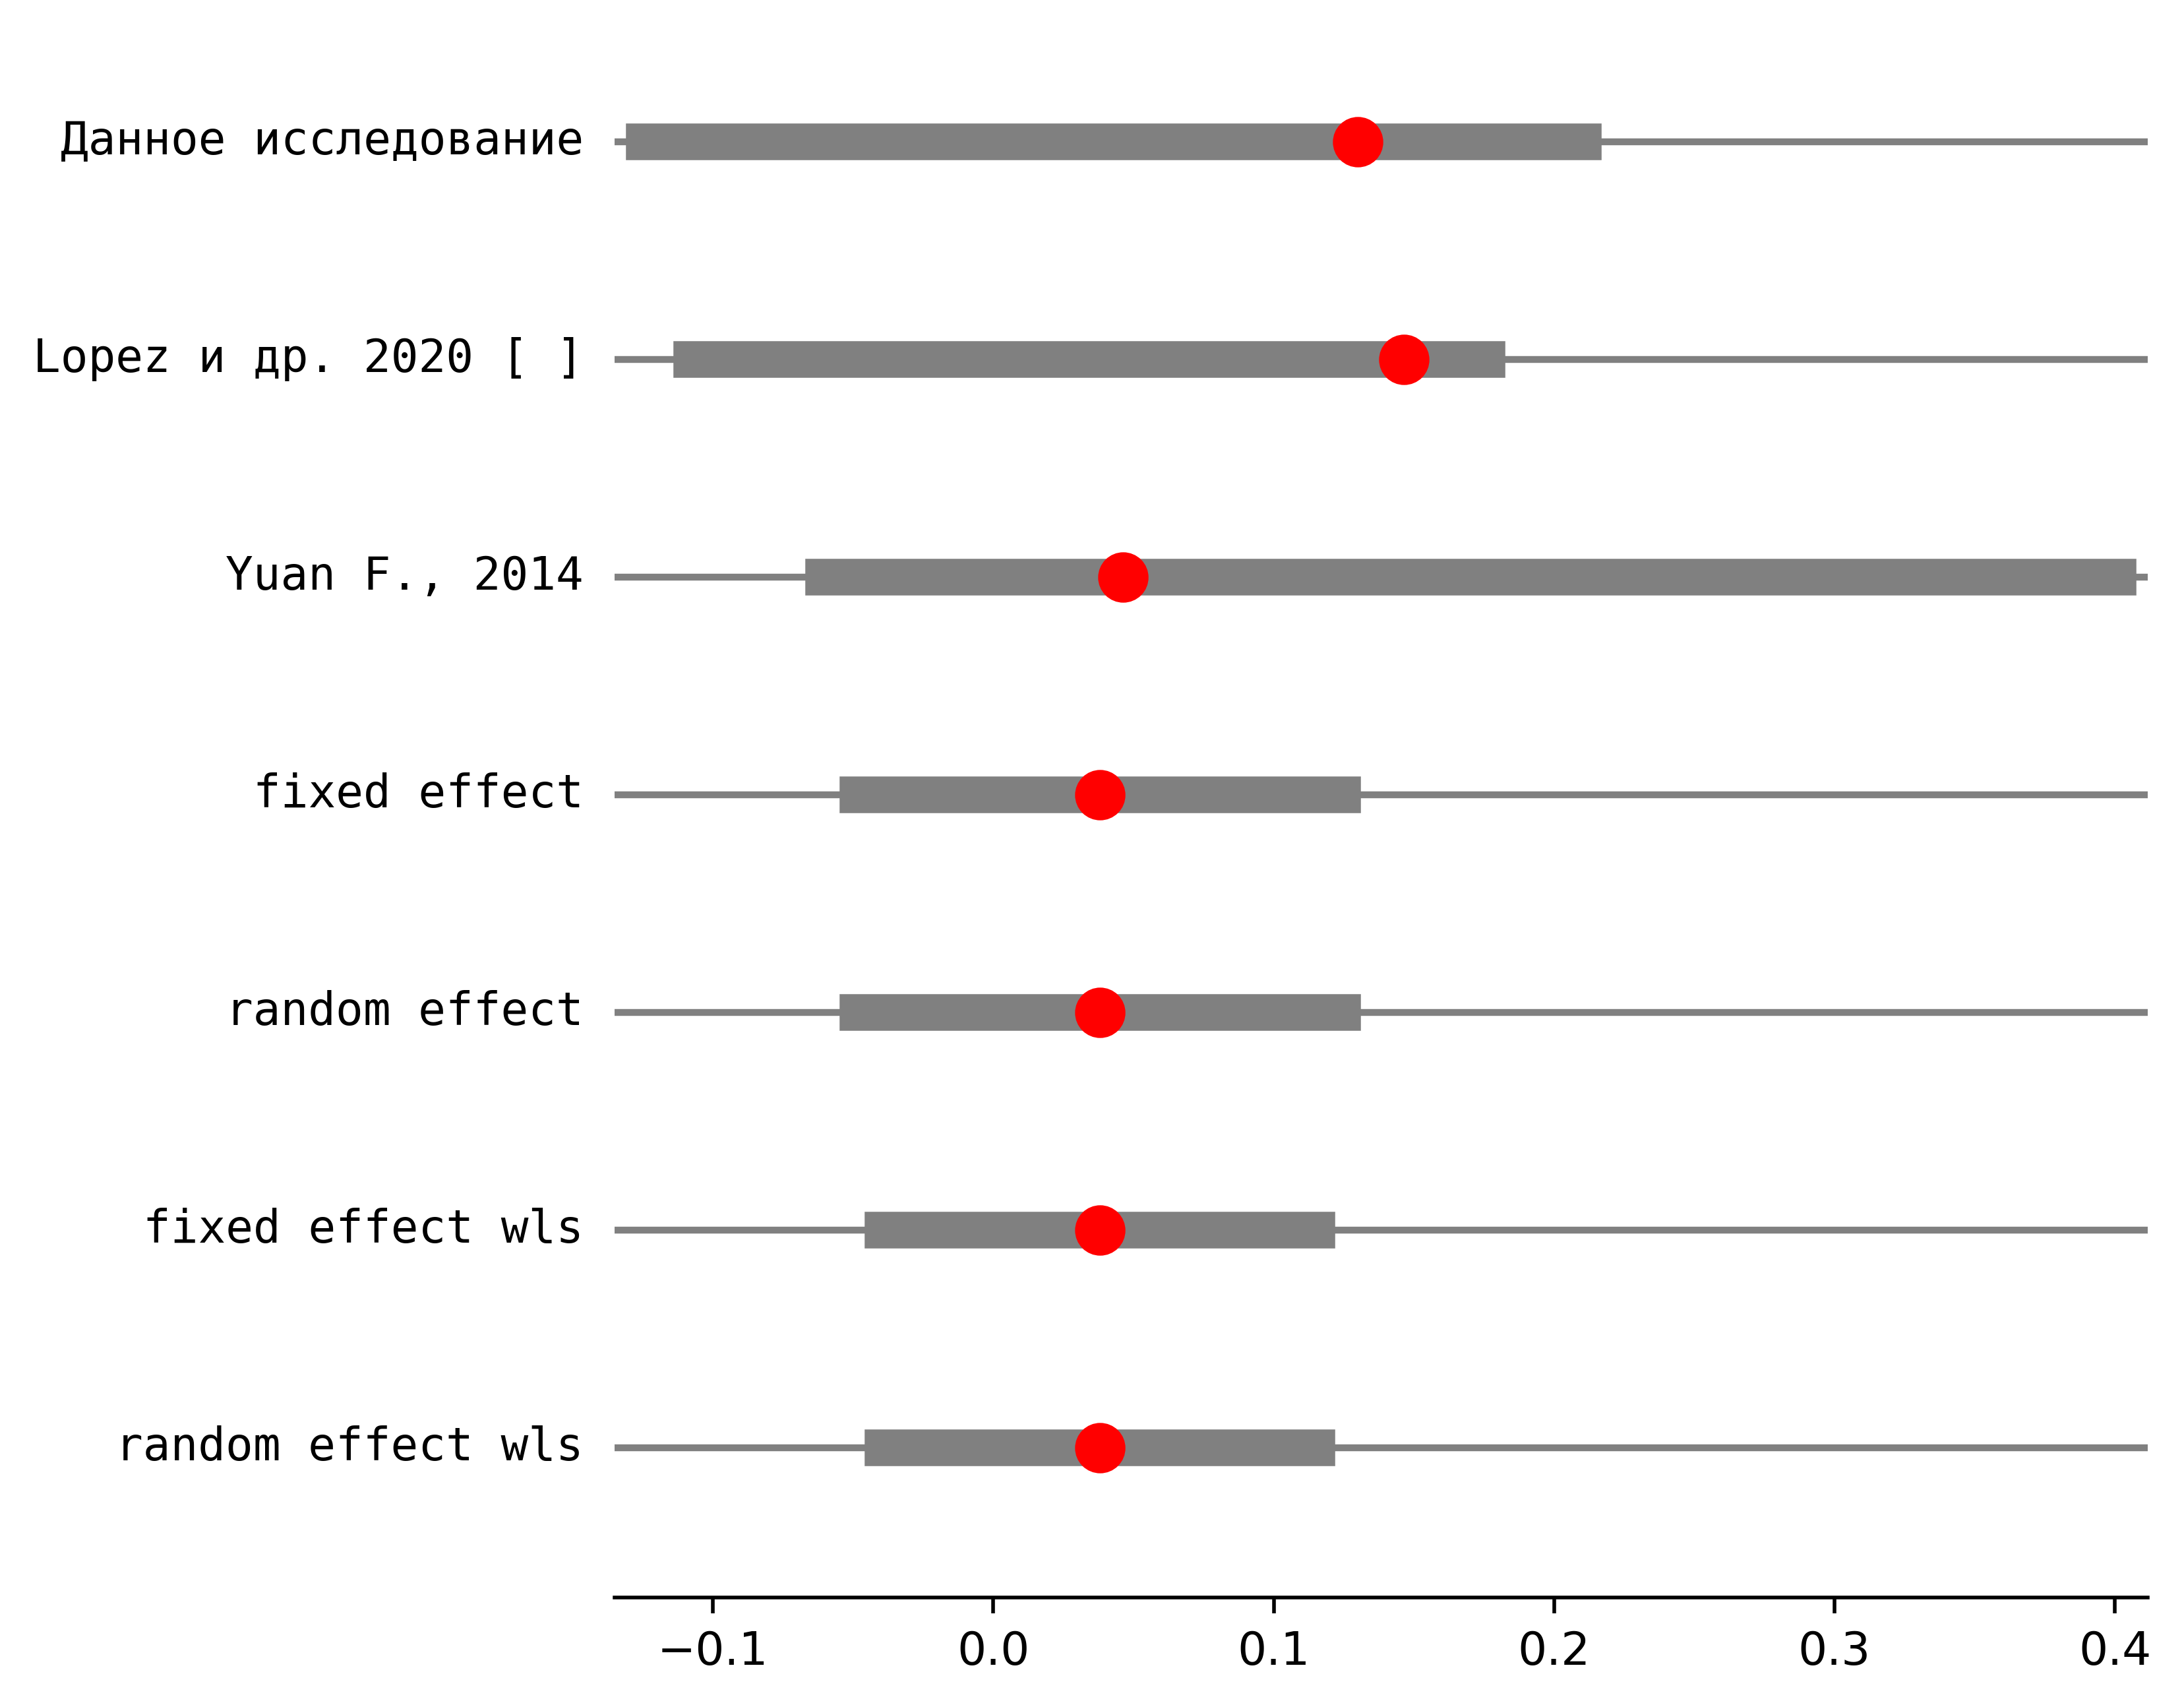 Данное исследование
Lopez и др. 2020 [ ]
Yuan F., 2014
fixed effect
random effect
fixed effect wls
random effect wls
−0.1 0.0 0.1 0.2 0.3 0.4